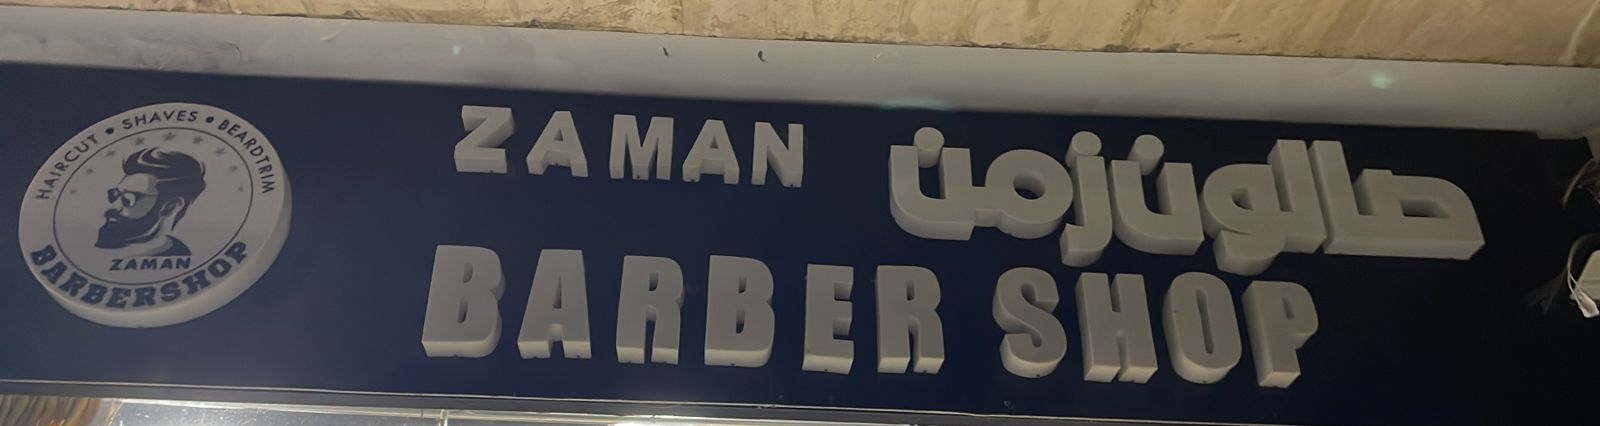 HAIRCUT • SHAVES • BEARDTRIM
ZAMAN
BARBERSHOP
ZAMAN صالون زمن
BARBER SHOP